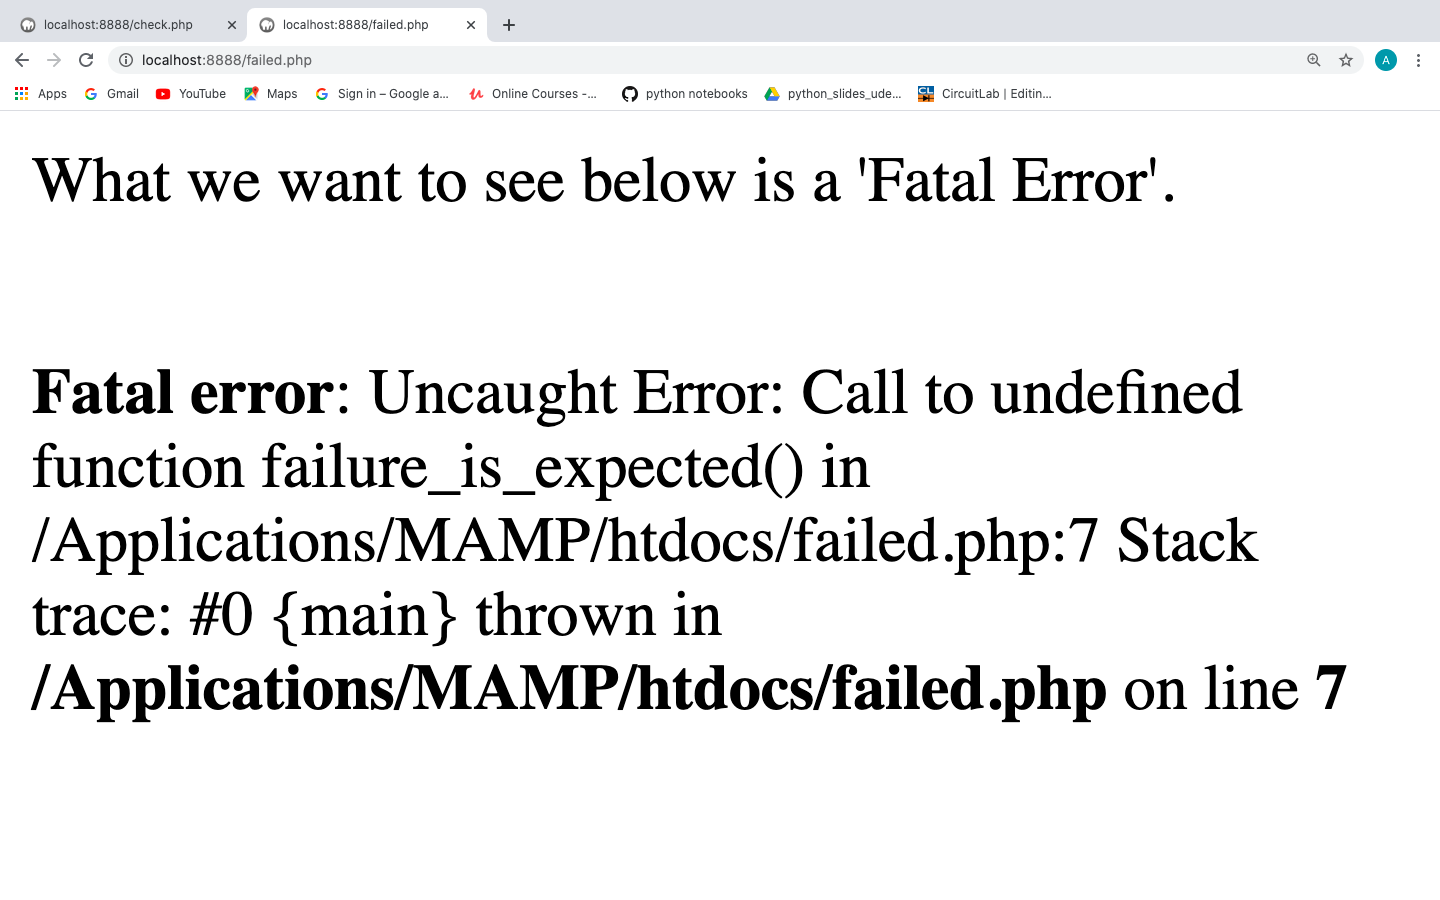 localhost:8888/check.php
localhost:8888/failed.php
localhost:8888/failed.php
A
Apps
Gmail
YouTube
Maps
Sign in – Google a...
Online Courses -...
python notebooks
python_slides_ude...
CL
CircuitLab | Editin...
What we want to see below is a 'Fatal Error'.
Fatal error: Uncaught Error: Call to undefined
function failure_is_expected() in
/Applications/MAMP/htdocs/failed.php:7 Stack
trace: #0 {main} thrown in
/Applications/MAMP/htdocs/failed.php on line 7